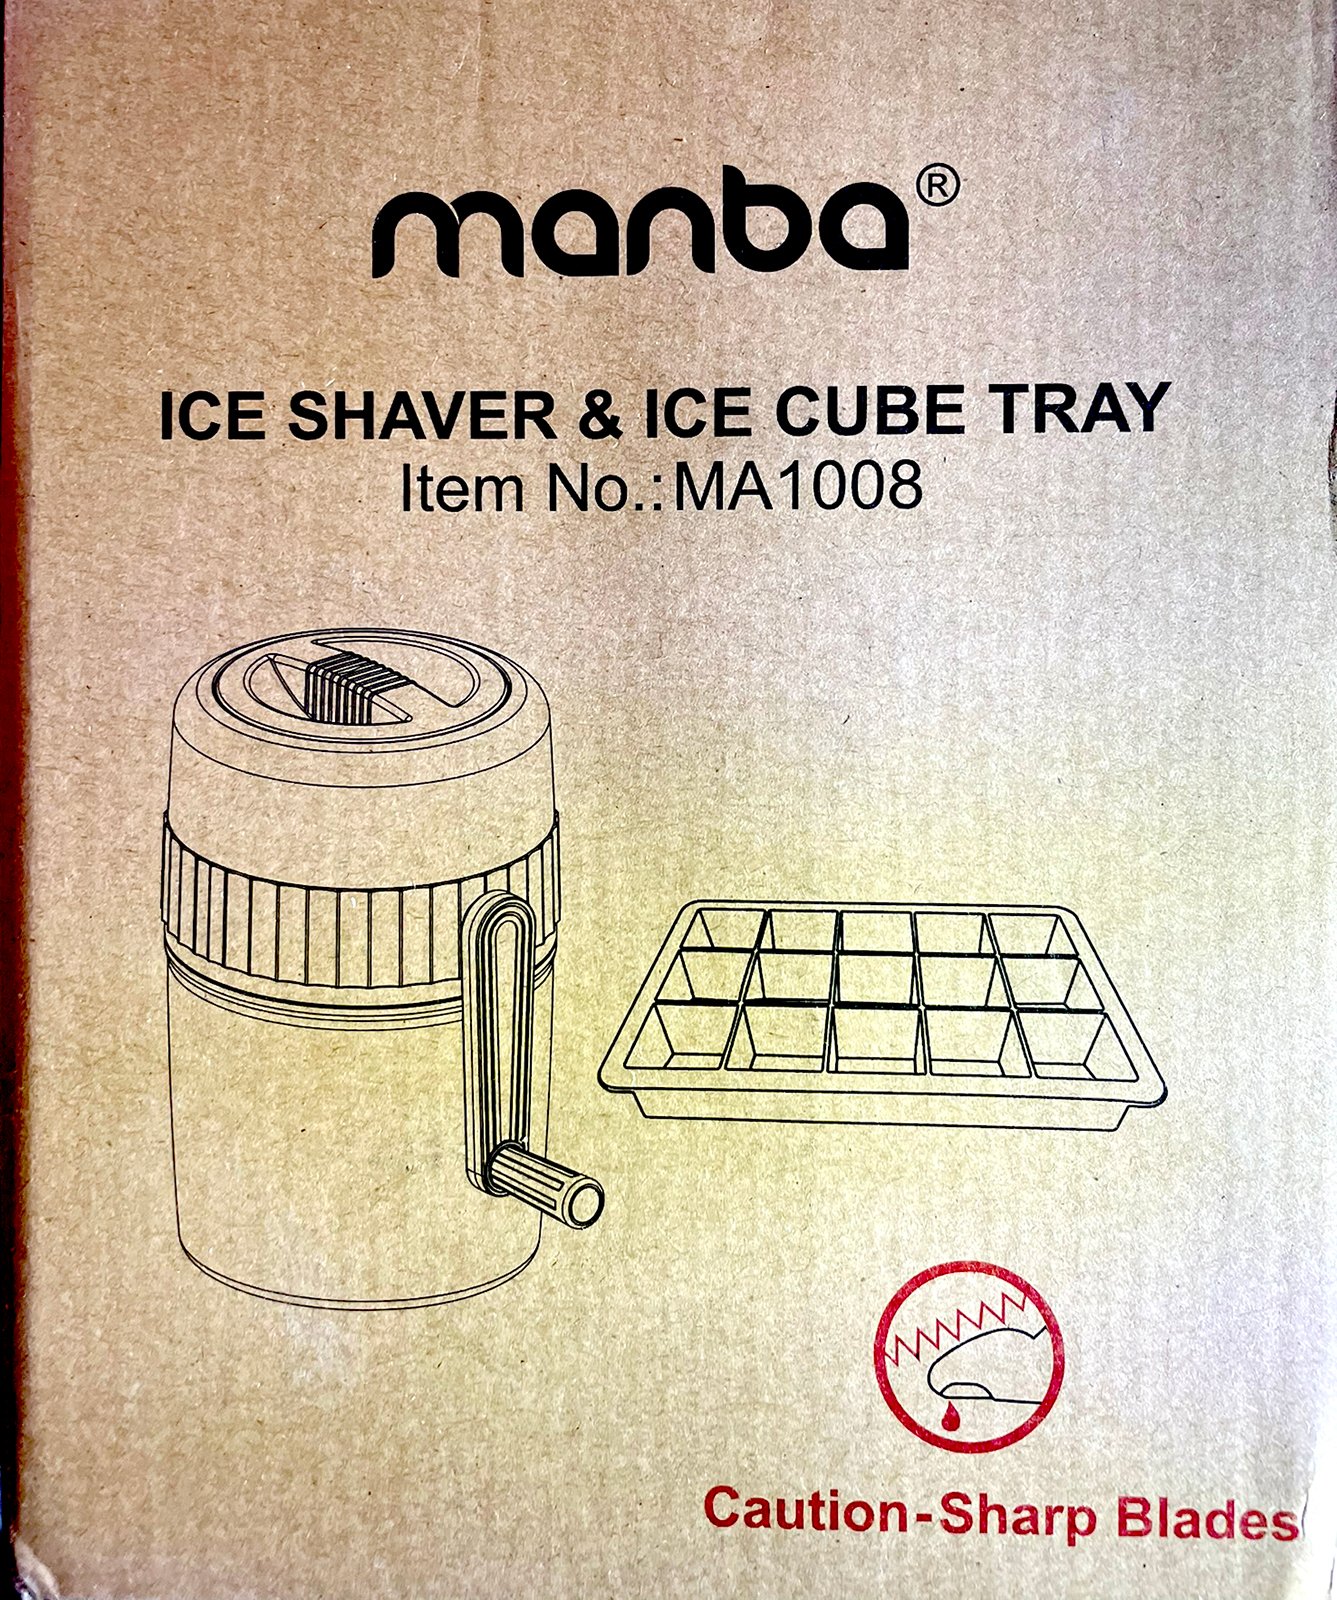 manba®
ICE SHAVER & ICE CUBE TRAY
Item No.:MA1008
Caution-Sharp Blades